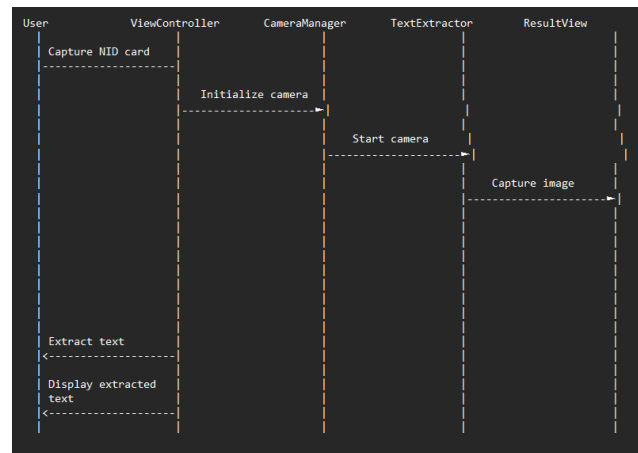 User ViewController CameraManager TextExtractor ResultView
Capture NID card
Initialize camera
Start camera
Capture image
Extract text
Display extracted
text